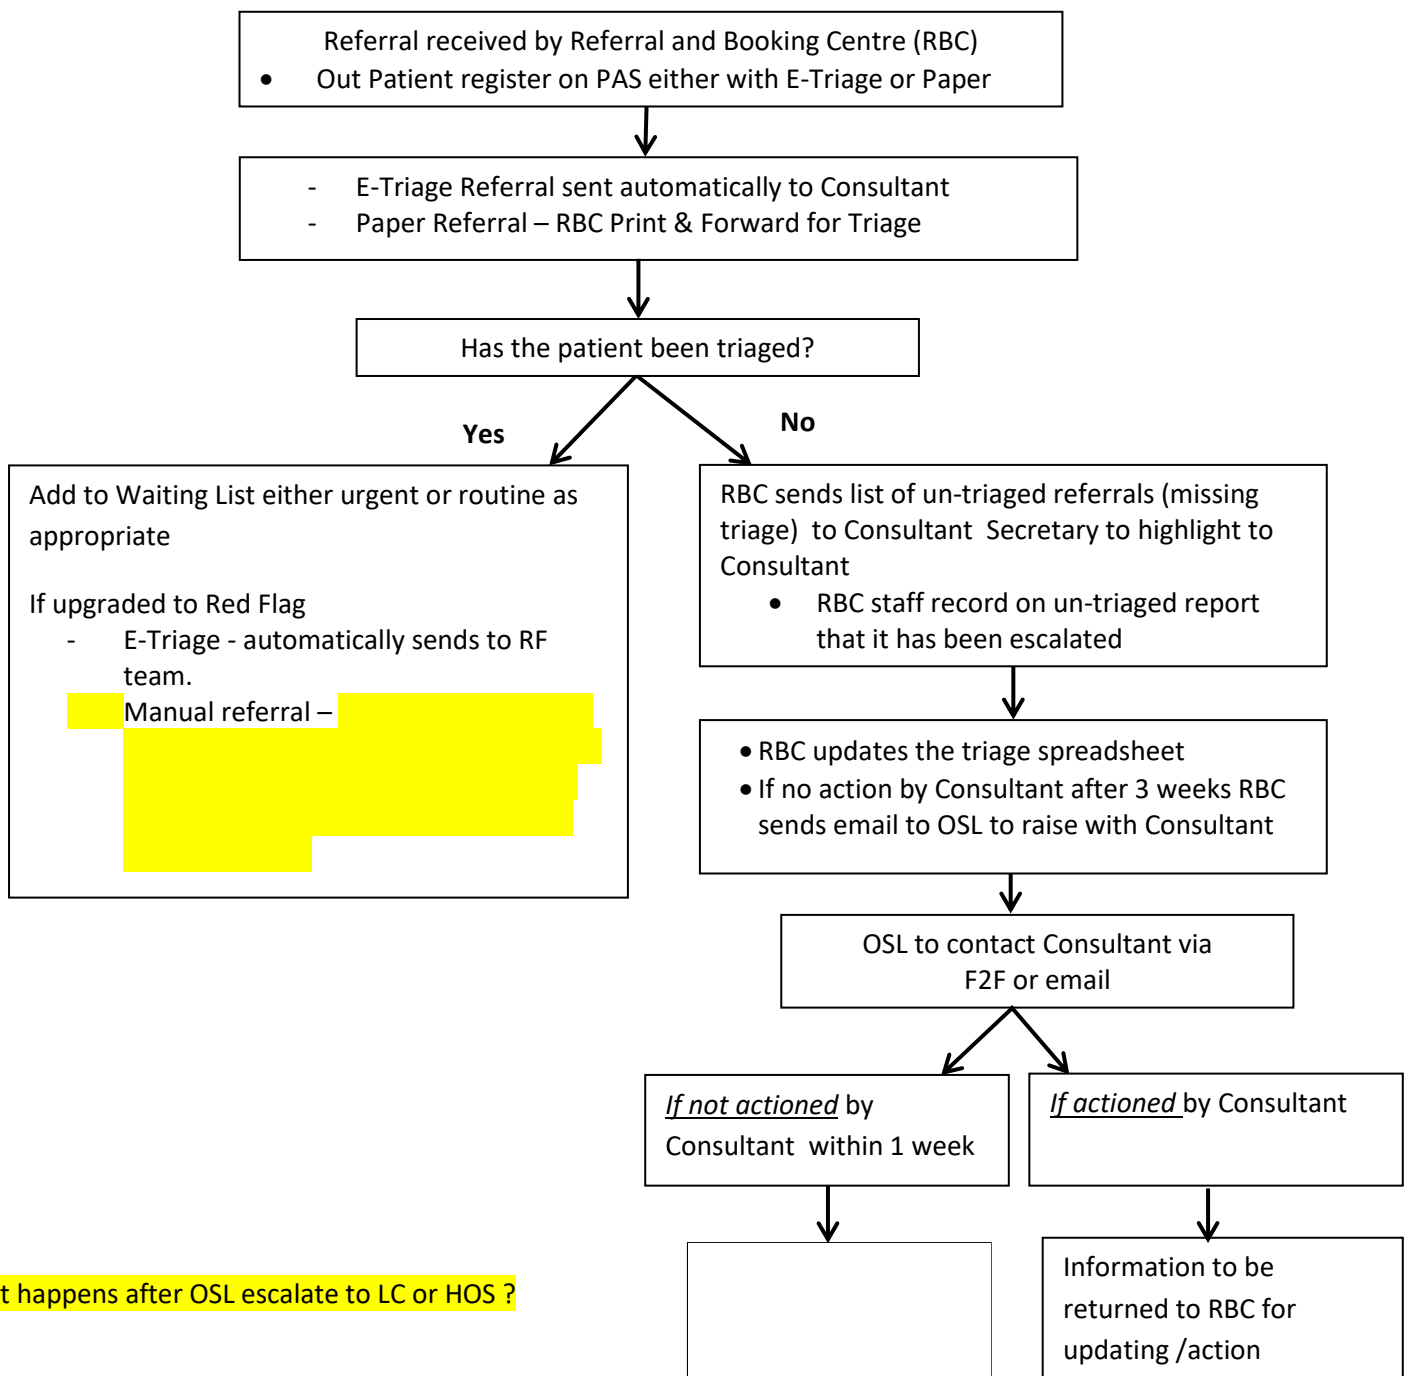 Referral received by Referral and Booking Centre (RBC)
• Out Patient register on PAS either with E-Triage or Paper
- E-Triage Referral sent automatically to Consultant
- Paper Referral – RBC Print & Forward for Triage
Has the patient been triaged?
Yes
No
Add to Waiting List either urgent or routine as
appropriate
If upgraded to Red Flag
- E-Triage - automatically sends to RF
team.
Manual referral –
RBC sends list of un-triaged referrals (missing
triage) to Consultant Secretary to highlight to
Consultant
• RBC staff record on un-triaged report
that it has been escalated
• RBC updates the triage spreadsheet
• If no action by Consultant after 3 weeks RBC
sends email to OSL to raise with Consultant
OSL to contact Consultant via
F2F or email
If not actioned by
Consultant within 1 week
If actioned by Consultant
Information to be
returned to RBC for
updating /action
t happens after OSL escalate to LC or HOS ?